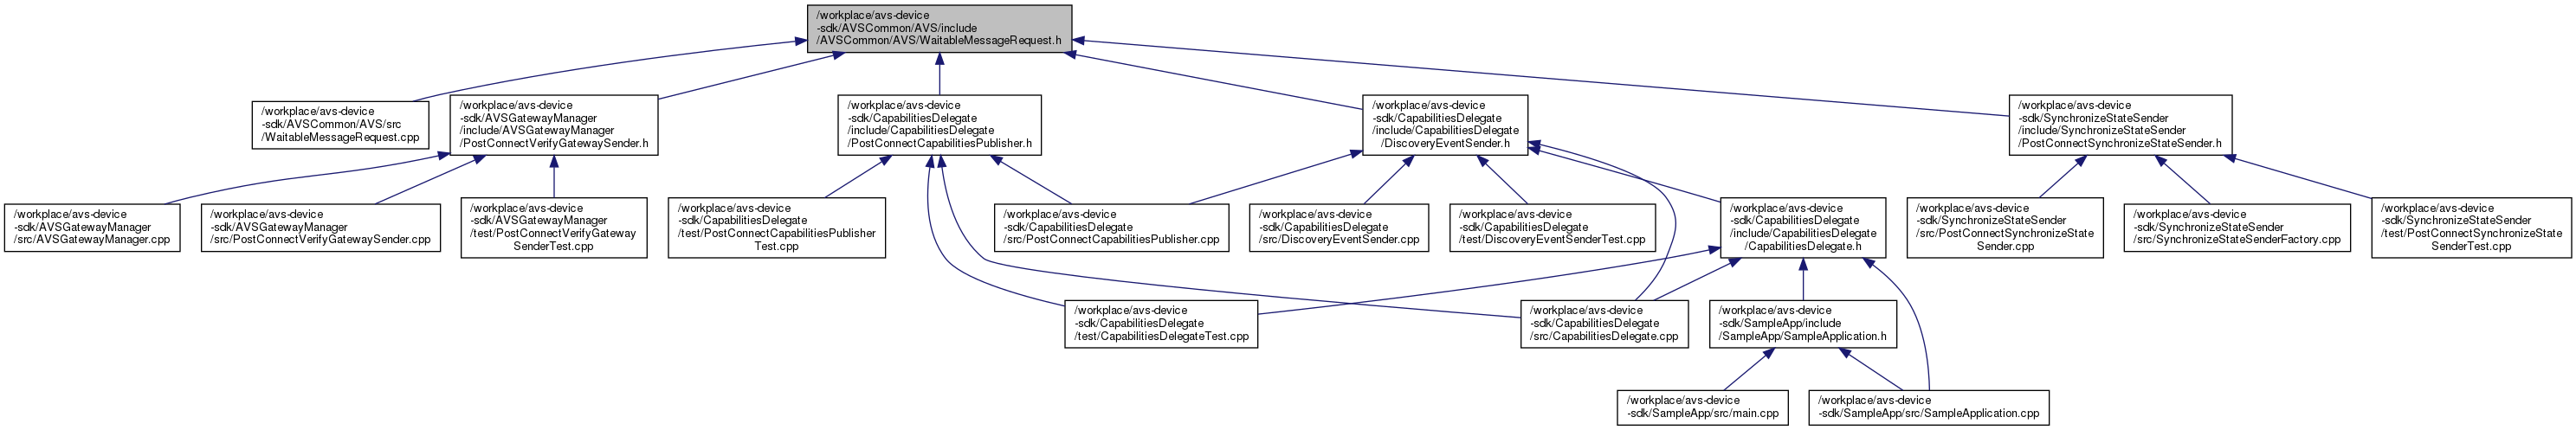 /workplace/avs-device
-sdk/AVSCommon/AVS/include
/AVSCommon/AVS/WaitableMessageRequest.h
/workplace/avs-device
-sdk/AVSCommon/AVS/src
/WaitableMessageRequest.cpp
/workplace/avs-device
-sdk/AVSGatewayManager
/include/AVSGatewayManager
/PostConnectVerifyGatewaySender.h
/workplace/avs-device
-sdk/CapabilitiesDelegate
/include/CapabilitiesDelegate
/PostConnectCapabilitiesPublisher.h
/workplace/avs-device
-sdk/CapabilitiesDelegate
/include/CapabilitiesDelegate
/DiscoveryEventSender.h
/workplace/avs-device
-sdk/SynchronizeStateSender
/include/SynchronizeStateSender
/PostConnectSynchronizeStateSender.h
/workplace/avs-device
-sdk/AVSGatewayManager
/src/AVSGatewayManager.cpp
/workplace/avs-device
-sdk/AVSGatewayManager
/src/PostConnectVerifyGatewaySender.cpp
/workplace/avs-device
-sdk/AVSGatewayManager
/test/PostConnectVerifyGateway
SenderTest.cpp
/workplace/avs-device
-sdk/CapabilitiesDelegate
/test/PostConnectCapabilitiesPublisher
Test.cpp
/workplace/avs-device
-sdk/CapabilitiesDelegate
/src/PostConnectCapabilitiesPublisher.cpp
/workplace/avs-device
-sdk/CapabilitiesDelegate
/src/DiscoveryEventSender.cpp
/workplace/avs-device
-sdk/CapabilitiesDelegate
/test/DiscoveryEventSenderTest.cpp
/workplace/avs-device
-sdk/CapabilitiesDelegate
/include/CapabilitiesDelegate
/CapabilitiesDelegate.h
/workplace/avs-device
-sdk/SynchronizeStateSender
/src/PostConnectSynchronizeState
Sender.cpp
/workplace/avs-device
-sdk/SynchronizeStateSender
/src/SynchronizeStateSenderFactory.cpp
/workplace/avs-device
-sdk/SynchronizeStateSender
/test/PostConnectSynchronizeState
SenderTest.cpp
/workplace/avs-device
-sdk/CapabilitiesDelegate
/test/CapabilitiesDelegateTest.cpp
/workplace/avs-device
-sdk/CapabilitiesDelegate
/src/CapabilitiesDelegate.cpp
/workplace/avs-device
-sdk/SampleApp/include
/SampleApp/SampleApplication.h
/workplace/avs-device
-sdk/SampleApp/src/main.cpp
/workplace/avs-device
-sdk/SampleApp/src/SampleApplication.cpp